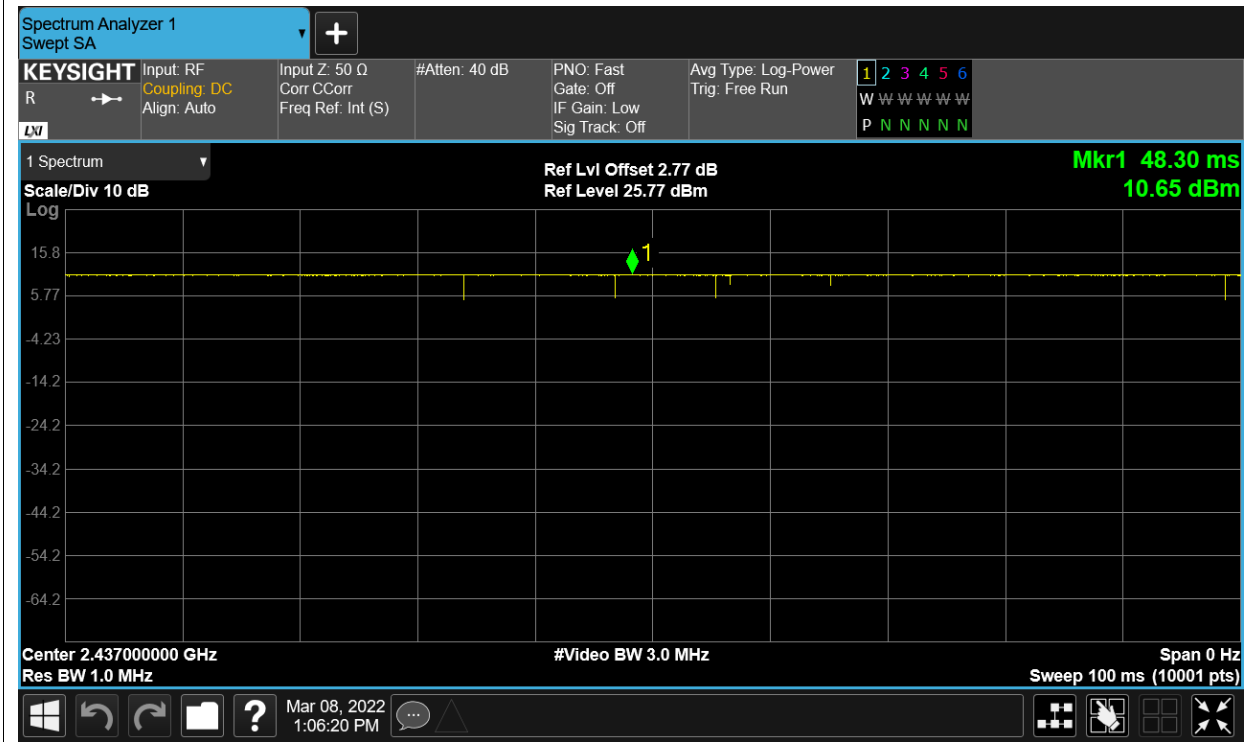 Spectrum Analyzer 1
Swept SA
KEYSIGHT
R
LXI
Input: RF
Coupling: DC
Align: Auto
Input Z: 50 Ω
Corr CCorr
Freq Ref: Int (S)
#Atten: 40 dB
PNO: Fast
Gate: Off
IF Gain: Low
Sig Track: Off
Avg Type: Log-Power
Trig: Free Run
1 2 3 4 5 6
W W W W W W
P N N N N N
1 Spectrum
Scale/Div 10 dB
Log
Ref Lvl Offset 2.77 dB
Ref Level 25.77 dBm
Mkr1 48.30 ms
10.65 dBm
1
15.8
5.77
-4.23
-14.2
-24.2
-34.2
-44.2
-54.2
-64.2
Center 2.437000000 GHz
#Video BW 3.0 MHz
Span 0 Hz
Res BW 1.0 MHz
Sweep 100 ms (10001 pts)
?
Mar 08, 2022
1:06:20 PM